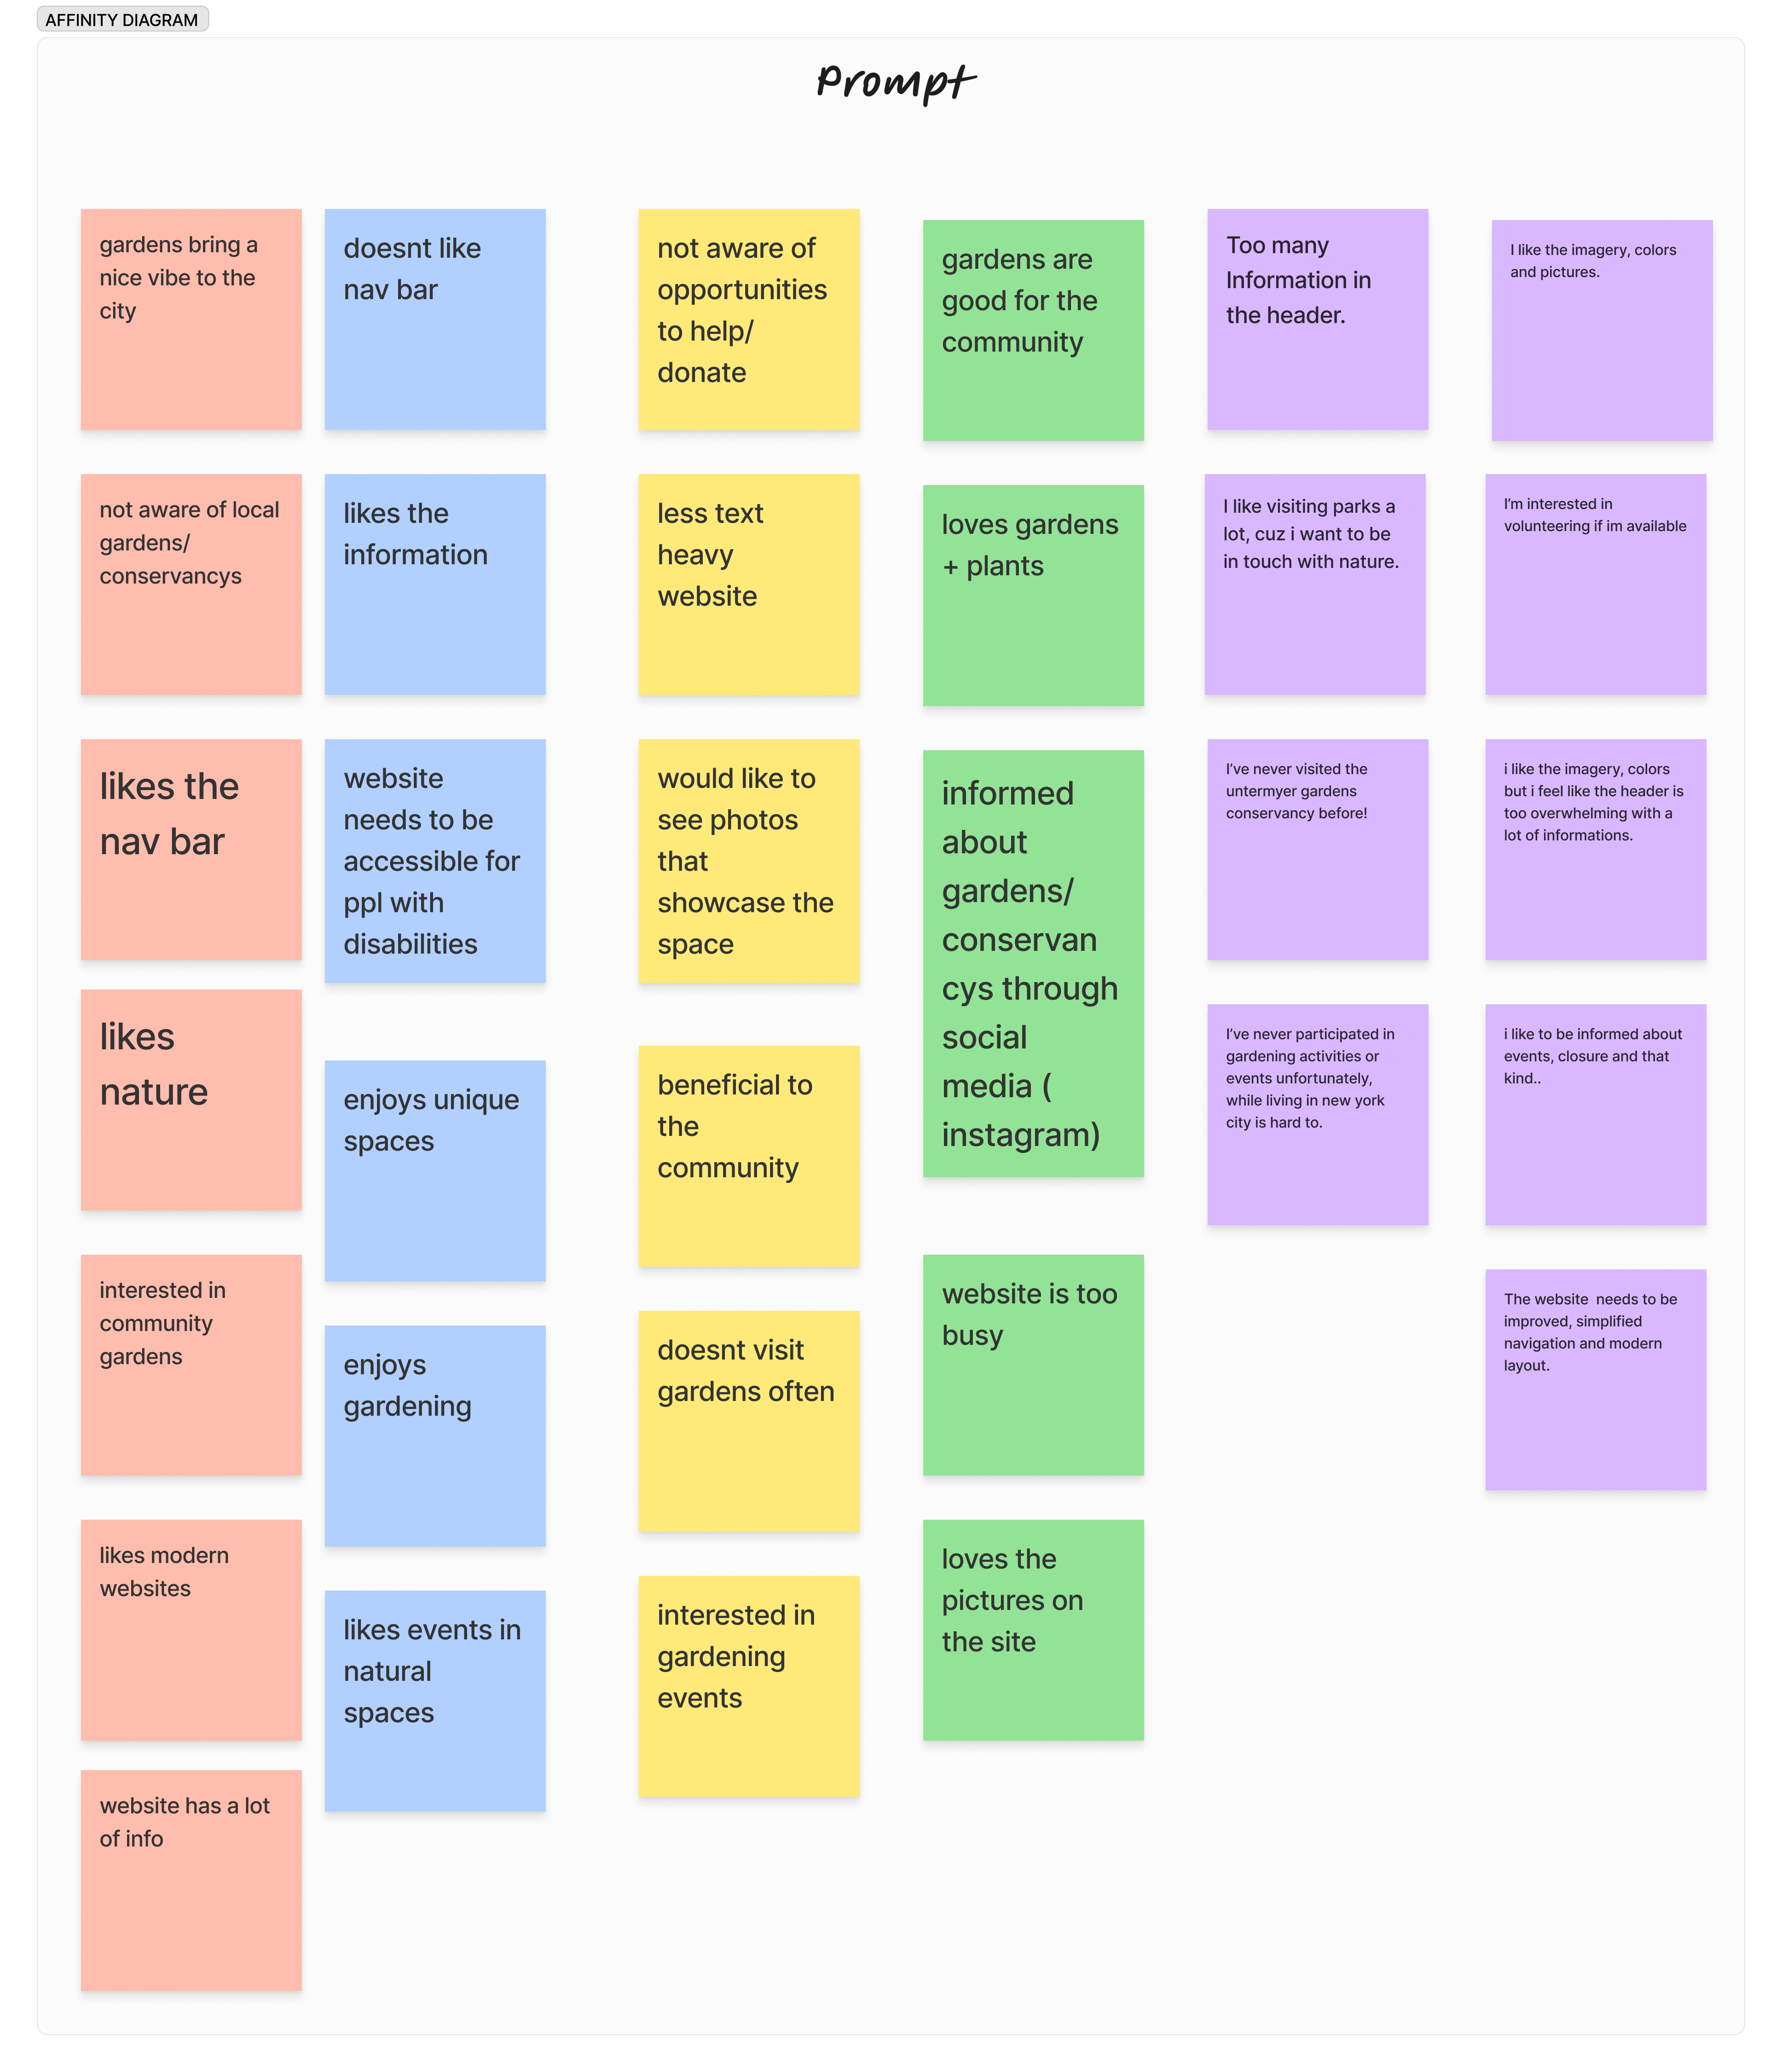 AFFINITY DIAGRAM
Prompt
gardens bring a
nice vibe to the
city
not aware of local
gardens/
conservancys
likes the
nav bar
likes
nature
interested in
community
gardens
likes modern
websites
website has a lot
of info
doesnt like
nav bar
likes the
information
website
needs to be
accessible for
ppl with
disabilities
enjoys unique
spaces
enjoys
gardening
likes events in
natural
spaces
not aware of
opportunities
to help/
donate
less text
heavy
website
would like to
see photos
that
showcase the
space
beneficial to
the
community
doesnt visit
gardens often
interested in
gardening
events
gardens are
good for the
community
loves gardens
+ plants
informed
about
gardens/
conservan
cys through
social
media (
instagram)
website is too
busy
loves the
pictures on
the site
Too many
Information in
the header.
I like visiting parks a
lot, cuz i want to be
in touch with nature.
I've never visited the
untermyer gardens
conservancy before!
I've never participated in
gardening activities or
events unfortunately,
while living in new york
city is hard to.
I like the imagery, colors
and pictures.
I'm interested in
volunteering if im available
i like the imagery, colors
but i feel like the header is
too overwhelming with a
lot of informations.
i like to be informed about
events, closure and that
kind..
The website  needs to be
improved, simplified
navigation and modern
layout.